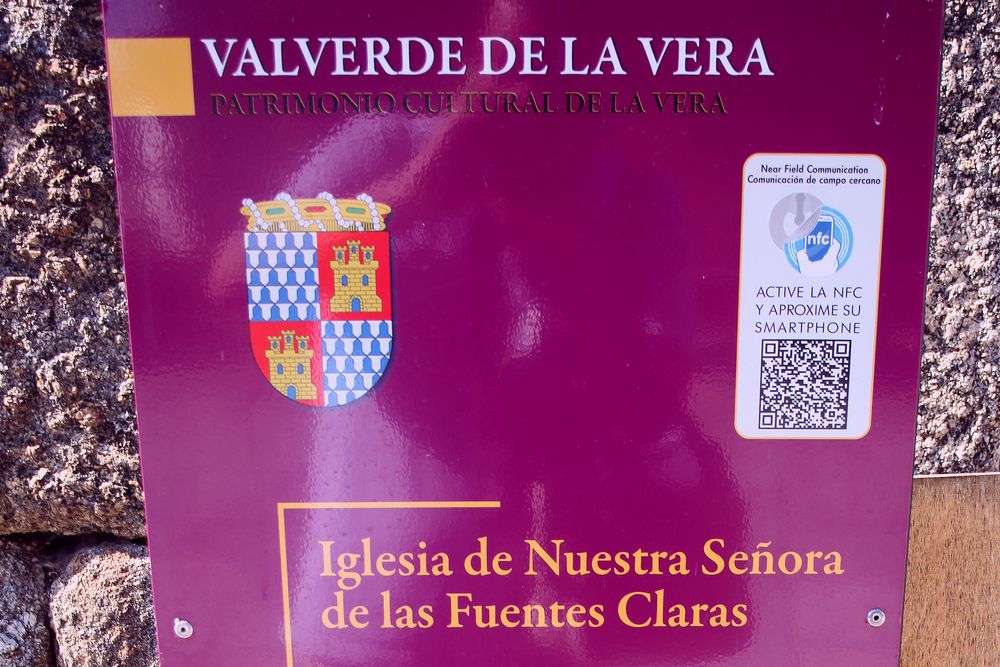 VALVERDE DE LA VERA
PATRIMONIO CULTURAL DE LA VERA
Near Field Communication
Comunicación de campo cercano
nfc
ACTIVE LA NFC
Y APROXIME SU
SMARTPHONE
Iglesia de Nuestra Señora
de las Fuentes Claras